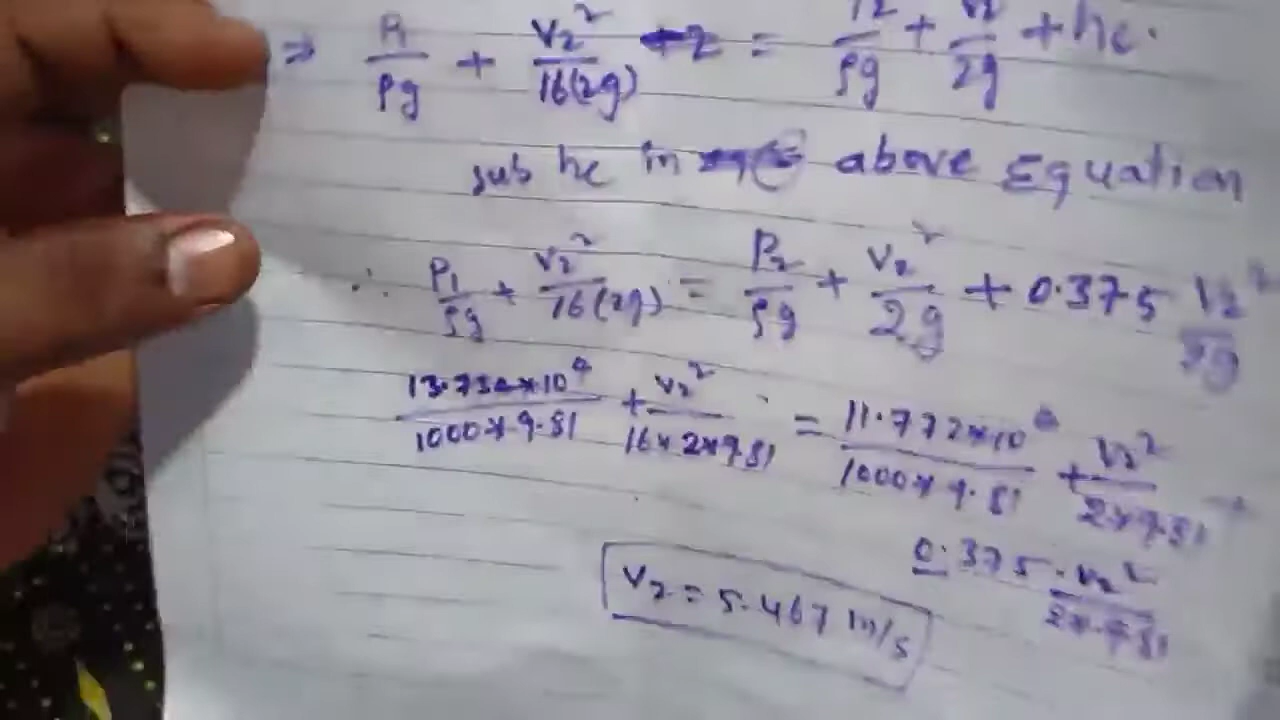 ⇒ P₁/ρg + V₂²/16(2g) = P₂/ρg + V₂²/2g + hc.
sub hc in above Equation
∴ P₁/ρg + V₂²/16(2g) = P₂/ρg + V₂²/2g + 0.375 V₂²/2g
13.734×10⁴/1000×9.81 + V₂²/16×2×9.81 = 11.772×10⁴/1000×9.81 + V₂²/2×9.81 +
0.375 · V₂²/2×9.81
V₂ = 5.467 m/s